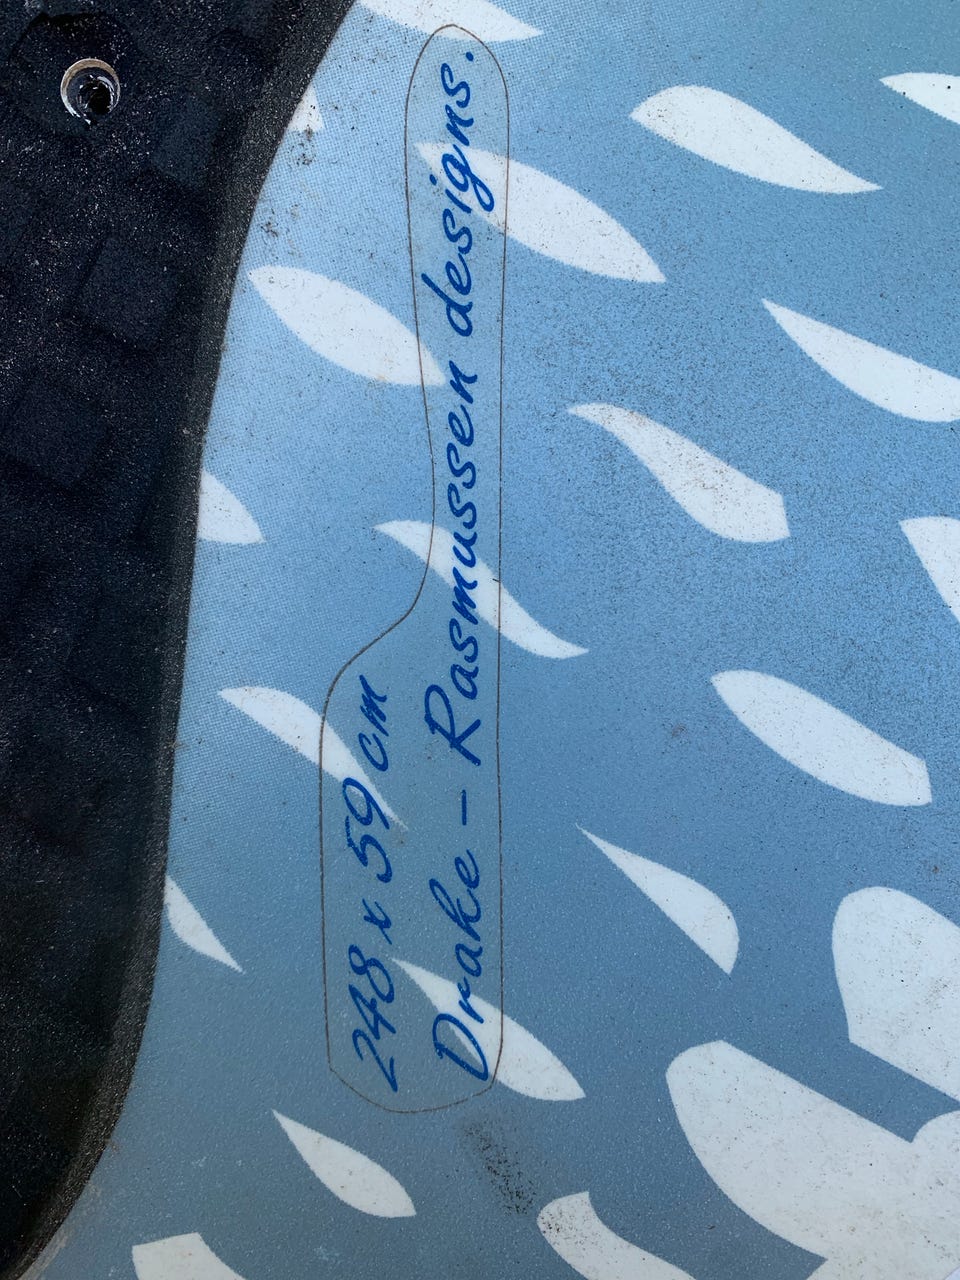 248 x 59 cm
Drake - Rasmussen designs.